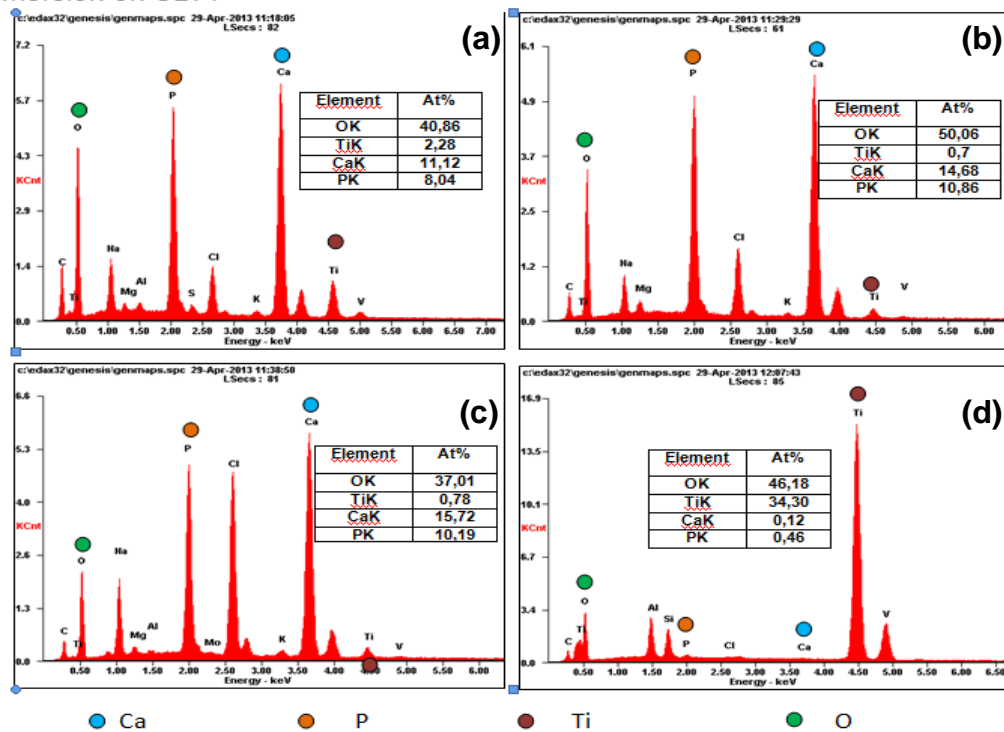 c:\edax32\genesis\genmaps.spc 29-Apr-2013 11:18:05
LSecs : 82
(a)
7.2
5.7
4.3
KCnt
2.9
1.4
0.0
C
Ti
O
Na
Mg
Al
P
S
Cl
K
Ca
Ti
V
Element At%
OK 40,86
TiK 2,28
CaK 11,12
PK 8,04
0.50 1.00 1.50 2.00 2.50 3.00 3.50 4.00 4.50 5.00 5.50 6.00 6.50 7.00
Energy - keV
c:\edax32\genesis\genmaps.spc 29-Apr-2013 11:29:29
LSecs : 61
(b)
6.1
4.9
3.7
KCnt
2.5
1.2
0.0
C
Ti
O
Na
Mg
P
Cl
K
Ca
Ti
V
Element At%
OK 50,06
TiK 0,7
CaK 14,68
PK 10,86
0.50 1.00 1.50 2.00 2.50 3.00 3.50 4.00 4.50 5.00 5.50 6.00
Energy - keV
c:\edax32\genesis\genmaps.spc 29-Apr-2013 11:38:50
LSecs : 81
(c)
6.6
5.3
4.0
KCnt
2.6
1.3
0.0
C
Ti
O
Na
Mg
Al
P
Mo
Cl
K
Ca
Ti
V
Element At%
OK 37,01
TiK 0,78
CaK 15,72
PK 10,19
0.50 1.00 1.50 2.00 2.50 3.00 3.50 4.00 4.50 5.00 5.50 6.00
Energy - keV
c:\edax32\genesis\genmaps.spc 29-Apr-2013 12:07:43
LSecs : 85
(d)
16.9
13.5
10.1
KCnt
6.7
3.4
0.0
C
Ti
O
Al
Si
P
Cl
Ca
Ti
V
Element At%
OK 46,18
TiK 34,30
CaK 0,12
PK 0,46
0.50 1.00 1.50 2.00 2.50 3.00 3.50 4.00 4.50 5.00 5.50 6.00 6.50
Energy - keV
Ca P Ti O